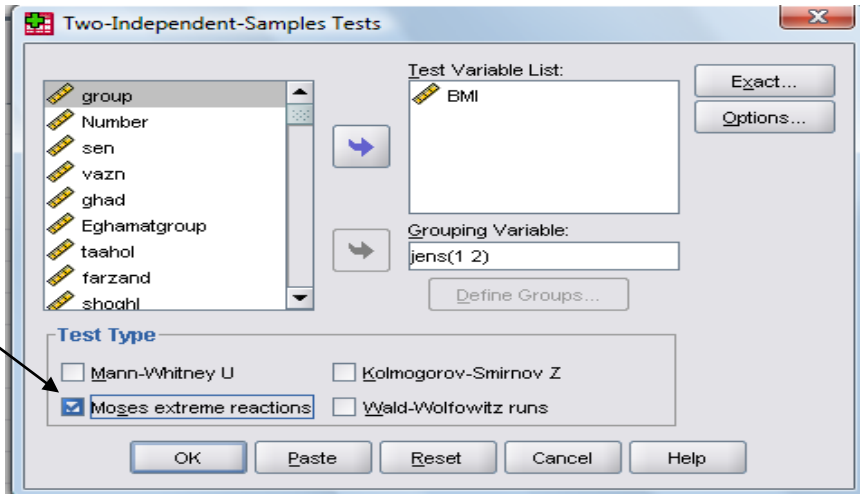 Two-Independent-Samples Tests
group
Number
sen
vazn
ghad
Eghamatgroup
taahol
farzand
shoghl
Test Variable List:
BMI
Exact...
Options...
Grouping Variable:
jens(1 2)
Define Groups...
Test Type
Mann-Whitney U
Kolmogorov-Smirnov Z
Moses extreme reactions
Wald-Wolfowitz runs
OK
Paste
Reset
Cancel
Help